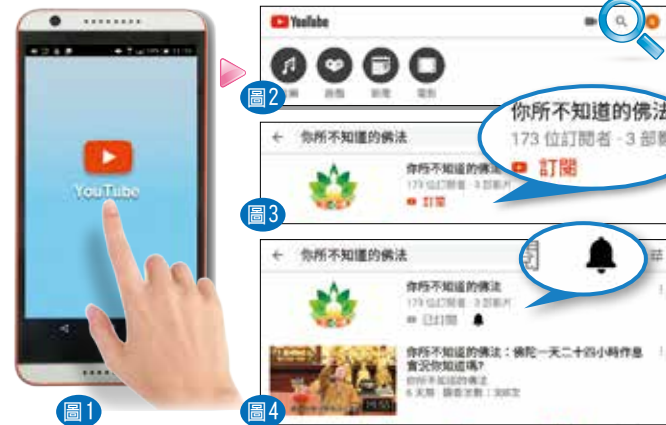 YouTube
圖1
YouTube
圖2
你所不知道的佛法
173 位訂閱者 · 3 部影
訂閱
你所不知道的佛法
你所不知道的佛法
173 位訂閱者 · 3 部影片
訂閱
圖3
你所不知道的佛法
你所不知道的佛法
173 位訂閱者 · 3 部影片
已訂閱
你所不知道的佛法：佛陀一天二十四小時作息
實況你知道嗎?
你所不知道的佛法
圖4